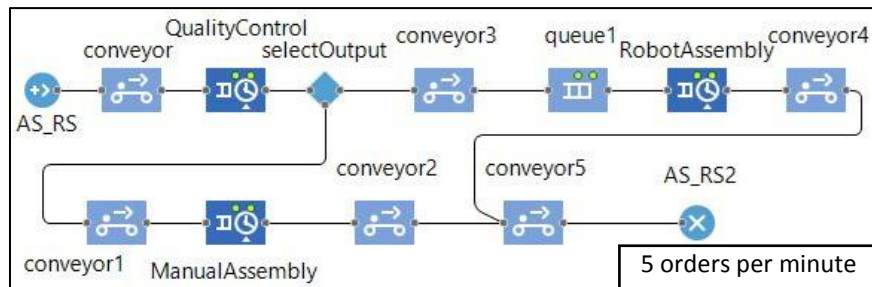 conveyor
QualityControl
selectOutput
conveyor3
queue1
RobotAssembly
conveyor4
AS_RS
conveyor1
ManualAssembly
conveyor2
conveyor5
AS_RS2
5 orders per minute